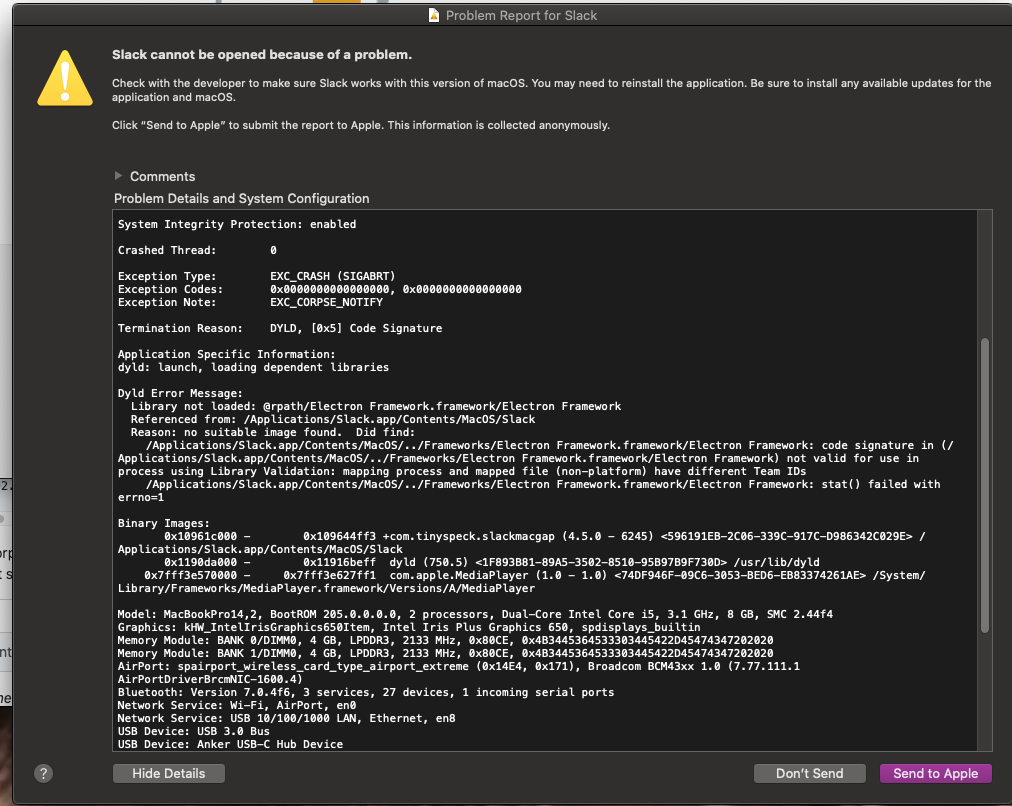 Problem Report for Slack
Slack cannot be opened because of a problem.
Check with the developer to make sure Slack works with this version of macOS. You may need to reinstall the application. Be sure to install any available updates for the
application and macOS.
Click “Send to Apple” to submit the report to Apple. This information is collected anonymously.
Comments
Problem Details and System Configuration
System Integrity Protection: enabled
Crashed Thread: 0
Exception Type: EXC_CRASH (SIGABRT)
Exception Codes: 0x0000000000000000, 0x0000000000000000
Exception Note: EXC_CORPSE_NOTIFY
Termination Reason: DYLD, [0x5] Code Signature
Application Specific Information:
dyld: launch, loading dependent libraries
Dyld Error Message:
Library not loaded: @rpath/Electron Framework.framework/Electron Framework
Referenced from: /Applications/Slack.app/Contents/MacOS/Slack
Reason: no suitable image found.  Did find:
/Applications/Slack.app/Contents/MacOS/../Frameworks/Electron Framework.framework/Electron Framework: code signature in (/
Applications/Slack.app/Contents/MacOS/../Frameworks/Electron Framework.framework/Electron Framework) not valid for use in
process using Library Validation: mapping process and mapped file (non-platform) have different Team IDs
/Applications/Slack.app/Contents/MacOS/../Frameworks/Electron Framework.framework/Electron Framework: stat() failed with
errno=1
Binary Images:
0x10961c000 - 0x109644ff3 +com.tinyspeck.slackmacgap (4.5.0 - 6245) <596191EB-2C06-339C-917C-D986342C029E> /
Applications/Slack.app/Contents/MacOS/Slack
0x1190da000 - 0x11916beff dyld (750.5) <1F893B81-89A5-3502-8510-95B97B9F730D> /usr/lib/dyld
0x7fff3e570000 - 0x7fff3e627ff1 com.apple.MediaPlayer (1.0 - 1.0) <74DF946F-09C6-3053-BED6-EB83374261AE> /System/
Library/Frameworks/MediaPlayer.framework/Versions/A/MediaPlayer
Model: MacBookPro14,2, BootROM 205.0.0.0.0, 2 processors, Dual-Core Intel Core i5, 3.1 GHz, 8 GB, SMC 2.44f4
Graphics: kHW_IntelIrisGraphics650Item, Intel Iris Plus Graphics 650, spdisplays_builtin
Memory Module: BANK 0/DIMM0, 4 GB, LPDDR3, 2133 MHz, 0x80CE, 0x4B3445364533303445422D45474347202020
Memory Module: BANK 1/DIMM0, 4 GB, LPDDR3, 2133 MHz, 0x80CE, 0x4B3445364533303445422D45474347202020
AirPort: spairport_wireless_card_type_airport_extreme (0x14E4, 0x171), Broadcom BCM43xx 1.0 (7.77.111.1
AirPortDriverBrcmNIC-1600.4)
Bluetooth: Version 7.0.4f6, 3 services, 27 devices, 1 incoming serial ports
Network Service: Wi-Fi, AirPort, en0
Network Service: USB 10/100/1000 LAN, Ethernet, en8
USB Device: USB 3.0 Bus
USB Device: Anker USB-C Hub Device
?
Hide Details
Don’t Send
Send to Apple